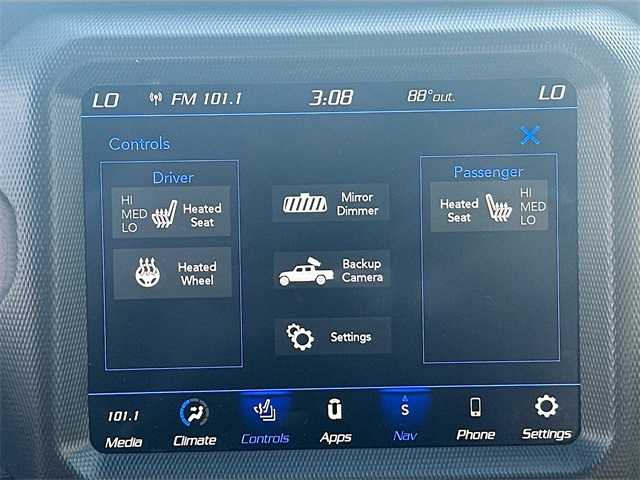 LO FM 101.1 3:08 88°out. LO
Controls
Driver
HI
MED
LO
Heated
Seat
Heated
Wheel
Mirror
Dimmer
Backup
Camera
Settings
Passenger
Heated
Seat
HI
MED
LO
101.1 S
Media Climate Controls Apps Nav Phone Settings